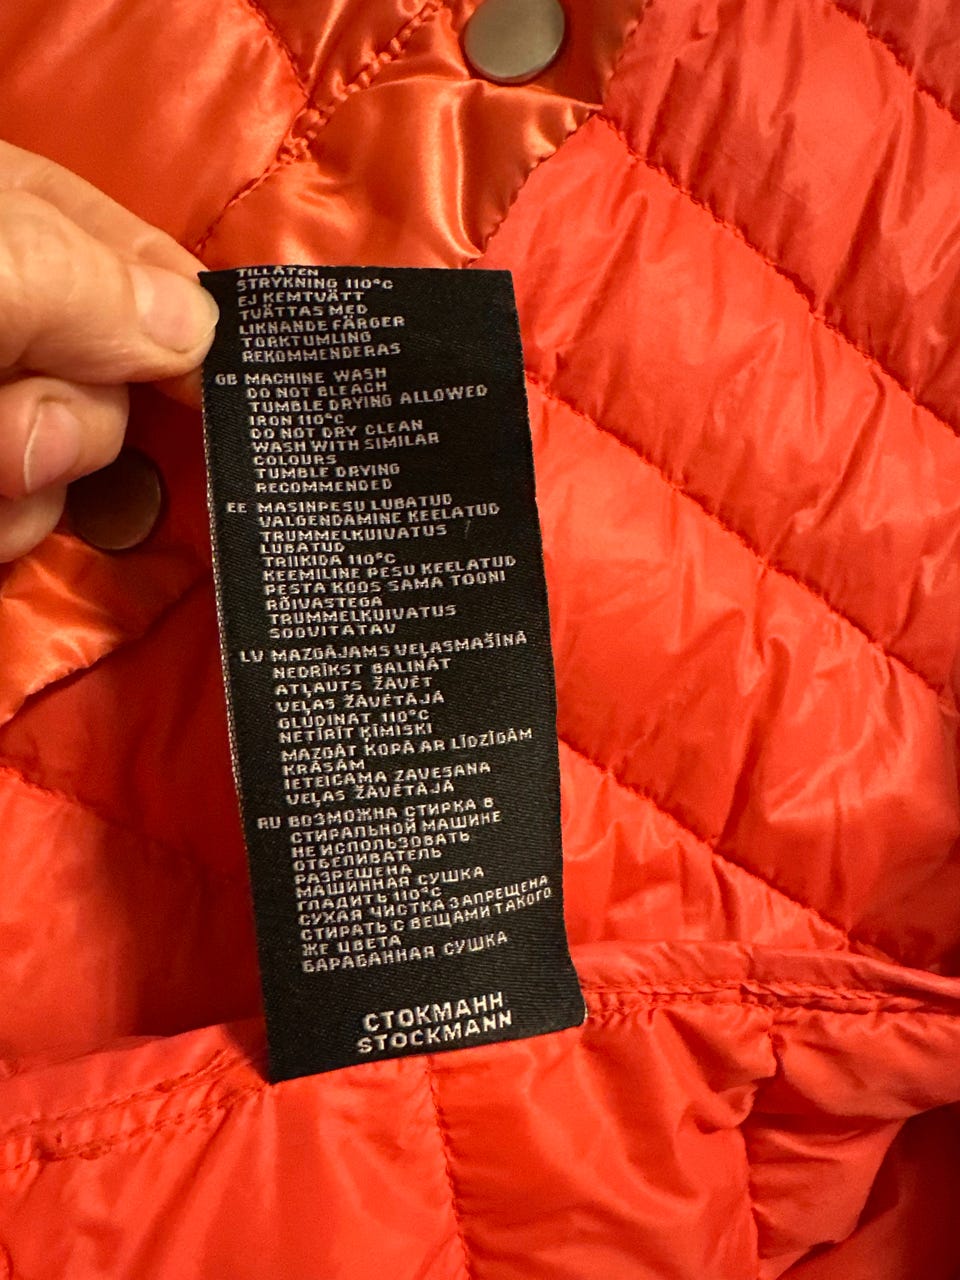 TILLÅTEN
STRYKNING 110°C
EJ KEMTVÄTT
TVÄTTAS MED
LIKNANDE FÄRGER
TORKTUMLING
REKOMMENDERAS
GB MACHINE WASH
DO NOT BLEACH
TUMBLE DRYING ALLOWED
IRON 110°C
DO NOT DRY CLEAN
WASH WITH SIMILAR
COLOURS
TUMBLE DRYING
RECOMMENDED
EE MASINPESU LUBATUD
VALGENDAMINE KEELATUD
TRUMMELKUIVATUS
LUBATUD
TRIIKIDA 110°C
KEEMILINE PESU KEELATUD
PESTA KOOS SAMA TOONI
RÕIVASTEGA
TRUMMELKUIVATUS
SOOVITATAV
LV MAZGĀJAMS VEĻASMAŠĪNĀ
NEDRĪKST BALINĀT
ATĻAUTS ŽĀVĒT
VEĻAS ŽĀVĒTĀJĀ
GLUDINĀT 110°C
NETĪRĪT ĶĪMISKI
MAZGĀT KOPĀ AR LĪDZĪGĀM
KRĀSĀM
IETEICAMA ŽĀVĒŠANA
VEĻAS ŽĀVĒTĀJĀ
RU ВОЗМОЖНА СТИРКА В
СТИРАЛЬНОЙ МАШИНЕ
НЕ ИСПОЛЬЗОВАТЬ
ОТБЕЛИВАТЕЛЬ
РАЗРЕШЕНА
МАШИННАЯ СУШКА
ГЛАДИТЬ 110°C
СУХАЯ ЧИСТКА ЗАПРЕЩЕНА
СТИРАТЬ С ВЕЩАМИ ТАКОГО
ЖЕ ЦВЕТА
БАРАБАННАЯ СУШКА
СТОКМАНН
STOCKMANN